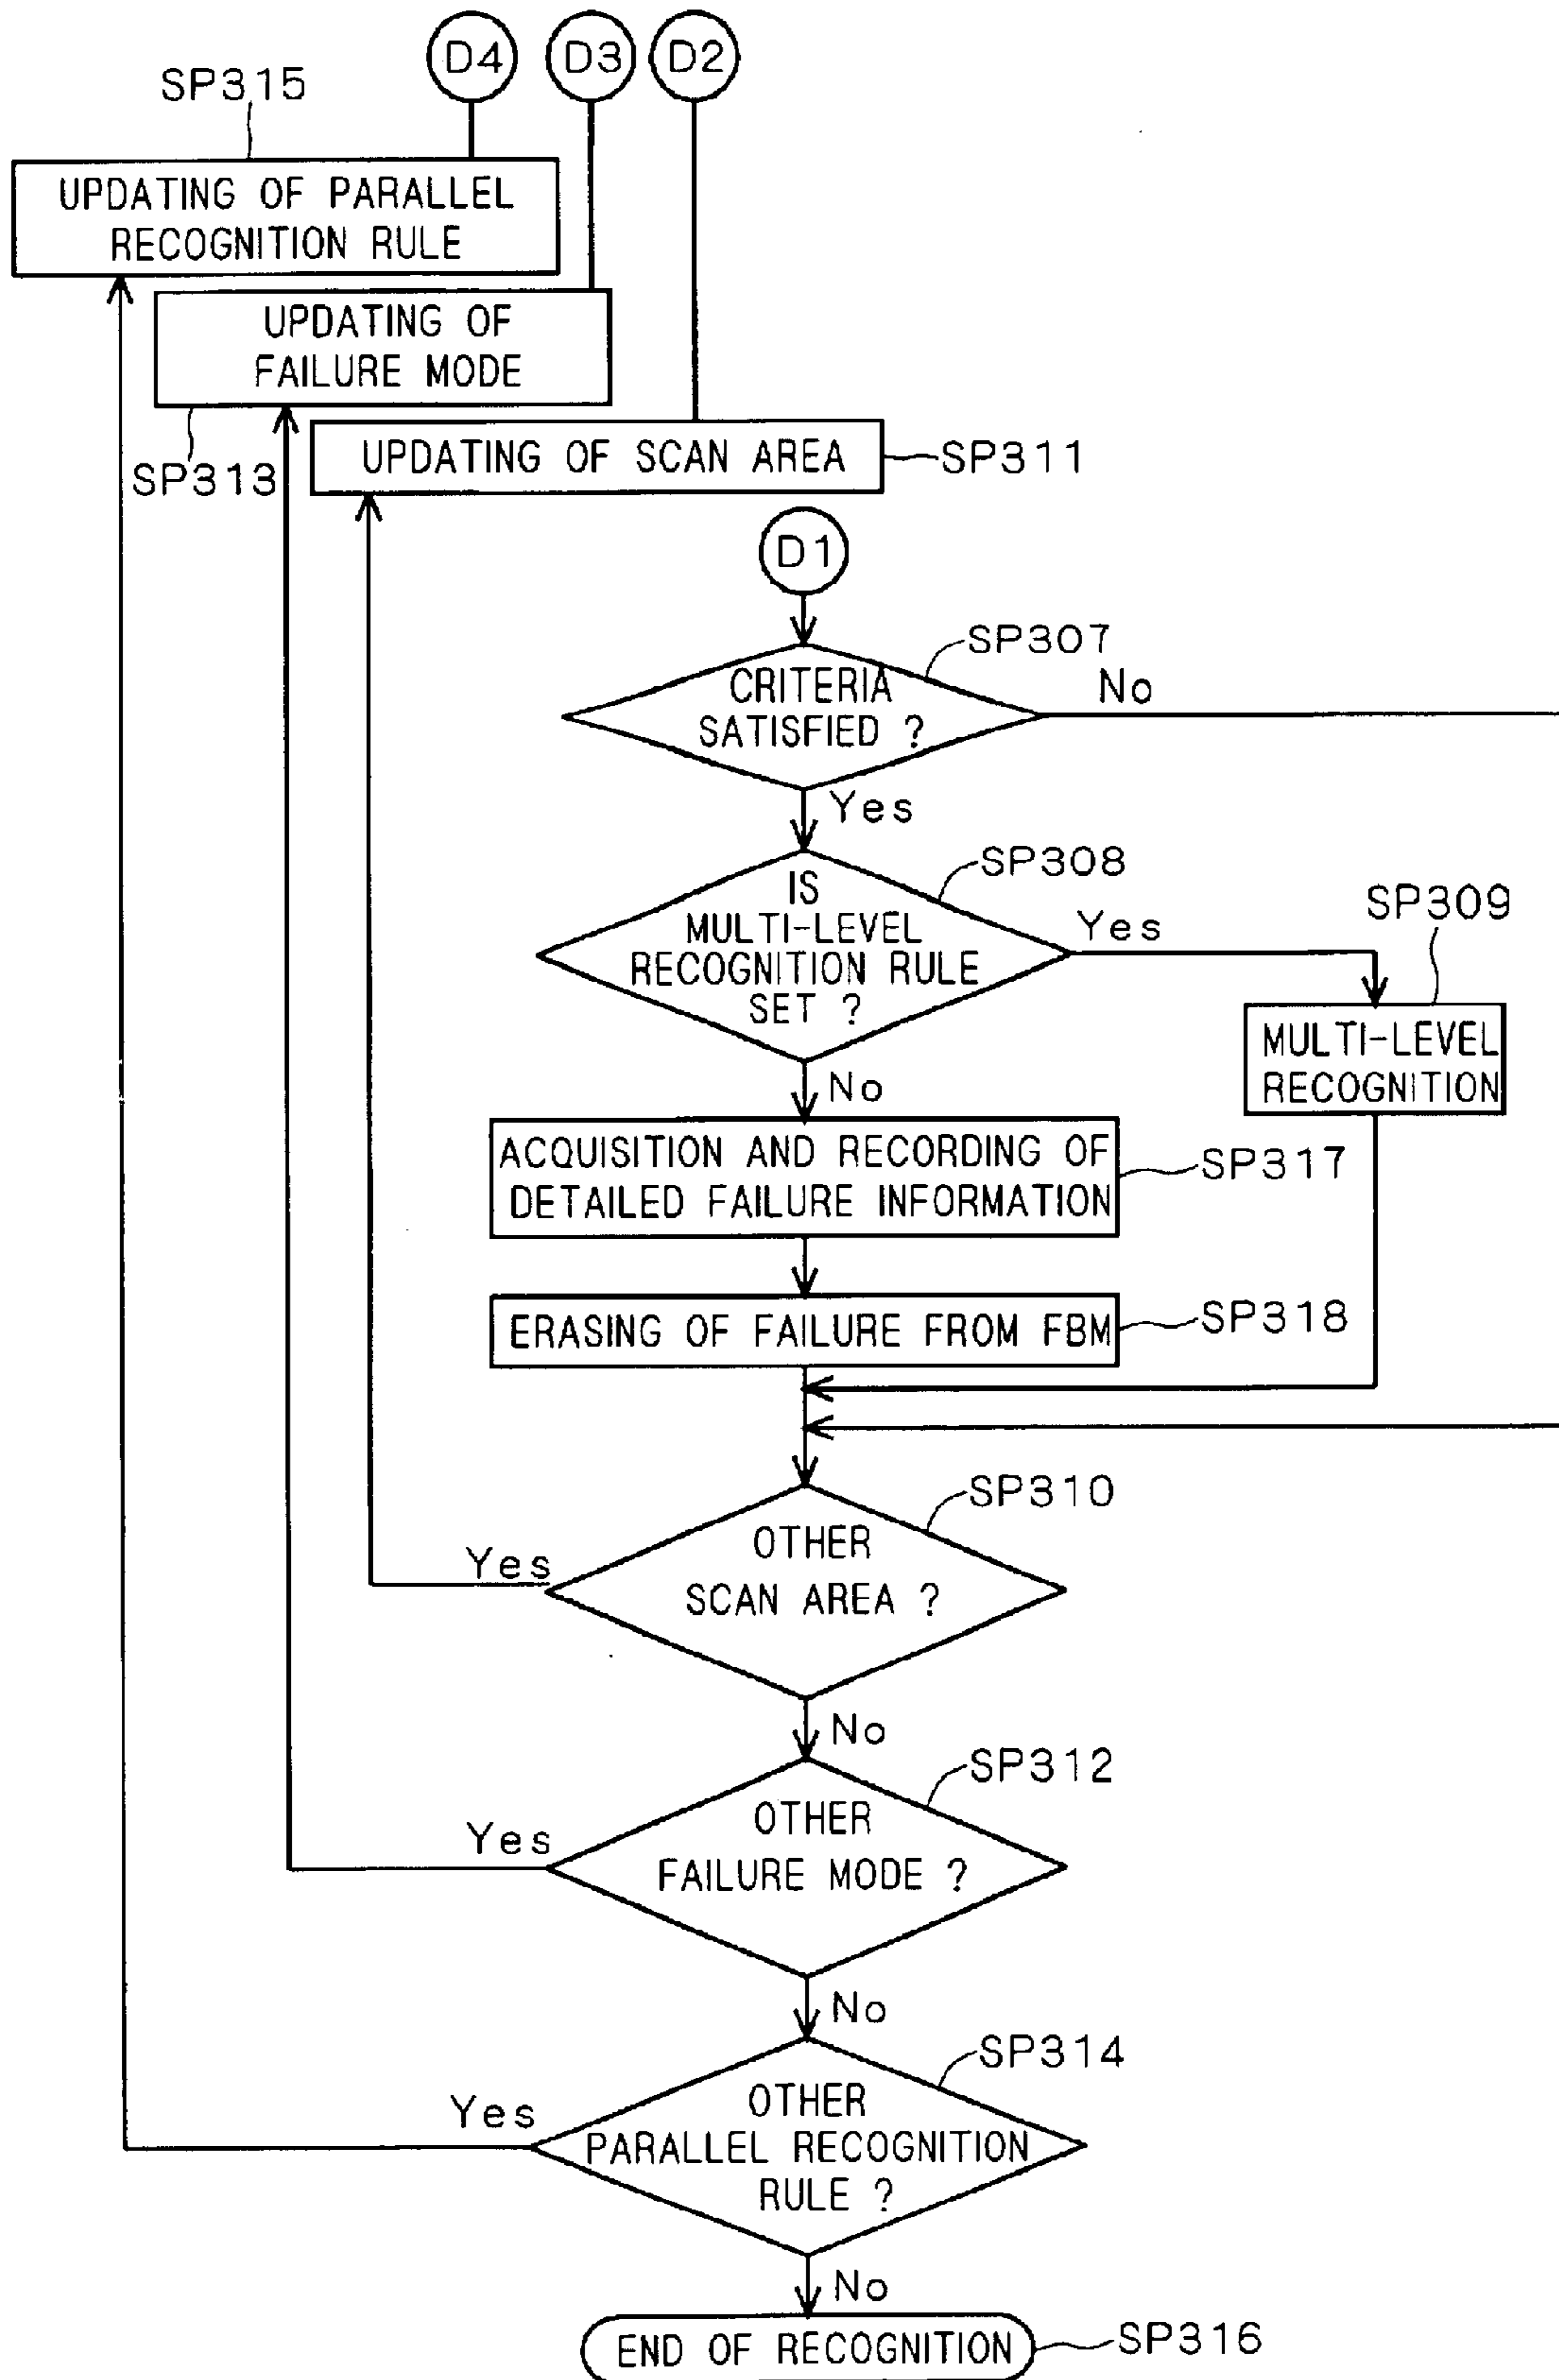 D4
D3
D2
SP315
UPDATING OF PARALLEL
RECOGNITION RULE
UPDATING OF
FAILURE MODE
SP313
UPDATING OF SCAN AREA
SP311
D1
SP307
CRITERIA
SATISFIED ?
No
Yes
SP308
IS
MULTI-LEVEL
RECOGNITION RULE
SET ?
Yes
SP309
MULTI-LEVEL
RECOGNITION
No
ACQUISITION AND RECORDING OF
DETAILED FAILURE INFORMATION
SP317
ERASING OF FAILURE FROM FBM
SP318
SP310
OTHER
SCAN AREA ?
Yes
No
SP312
OTHER
FAILURE MODE ?
Yes
No
SP314
OTHER
PARALLEL RECOGNITION
RULE ?
Yes
No
END OF RECOGNITION
SP316